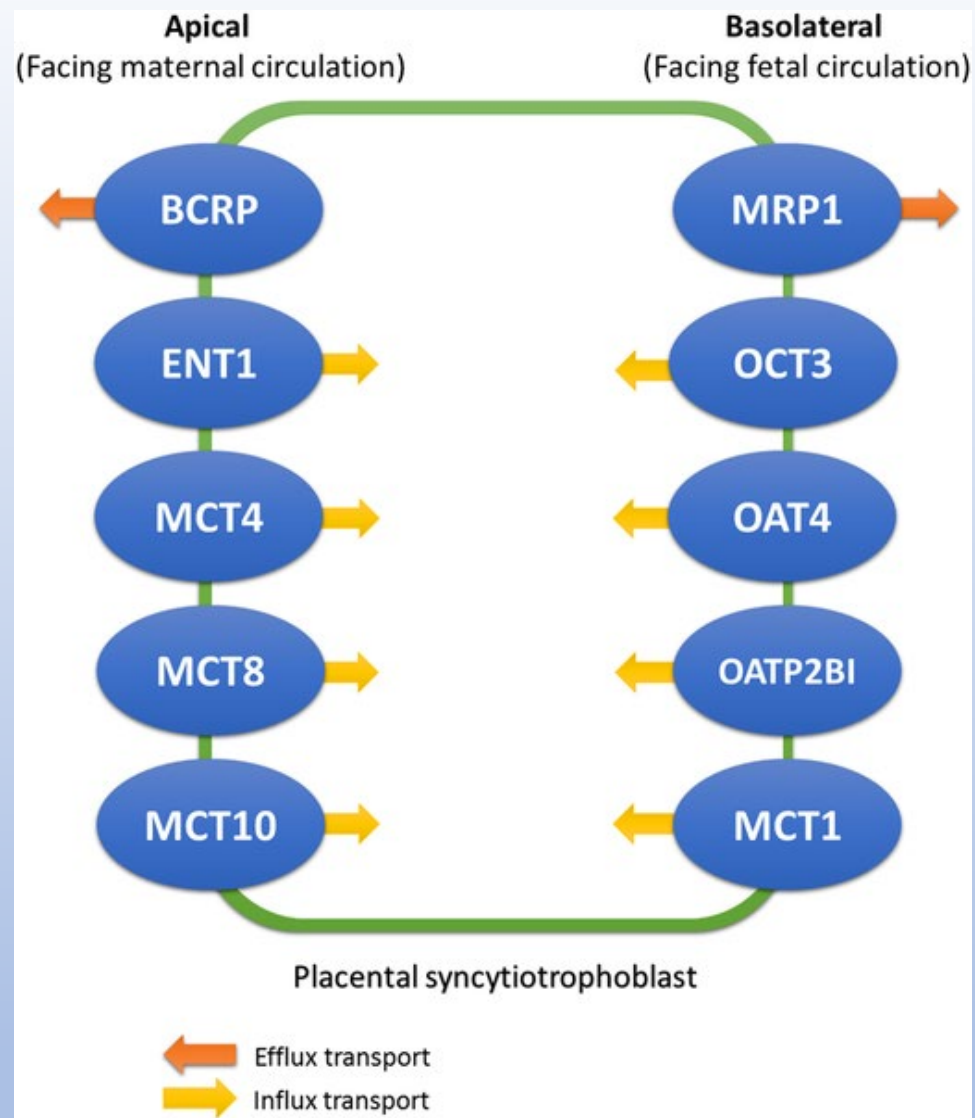 Apical
(Facing maternal circulation)
Basolateral
(Facing fetal circulation)
BCRP
MRP1
ENT1
OCT3
MCT4
OAT4
MCT8
OATP2BI
MCT10
MCT1
Placental syncytiotrophoblast
Efflux transport
Influx transport